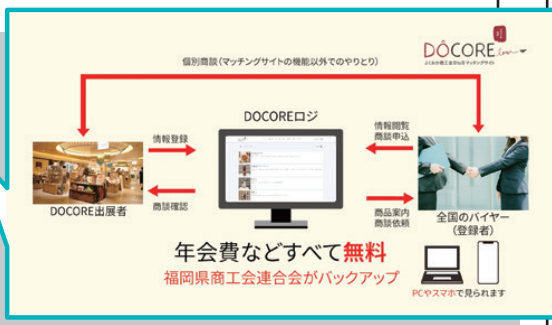 DOCORE
ふくおか商工会の仕入マッチングサイト
個別商談(マッチングサイトの機能以外でのやりとり)
DOCOREロジ
情報登録
商談確認
情報閲覧
商談申込
商品案内
商談依頼
DOCORE出展者
全国のバイヤー
(登録者)
年会費などすべて無料
福岡県商工会連合会がバックアップ
PCやスマホで見られます